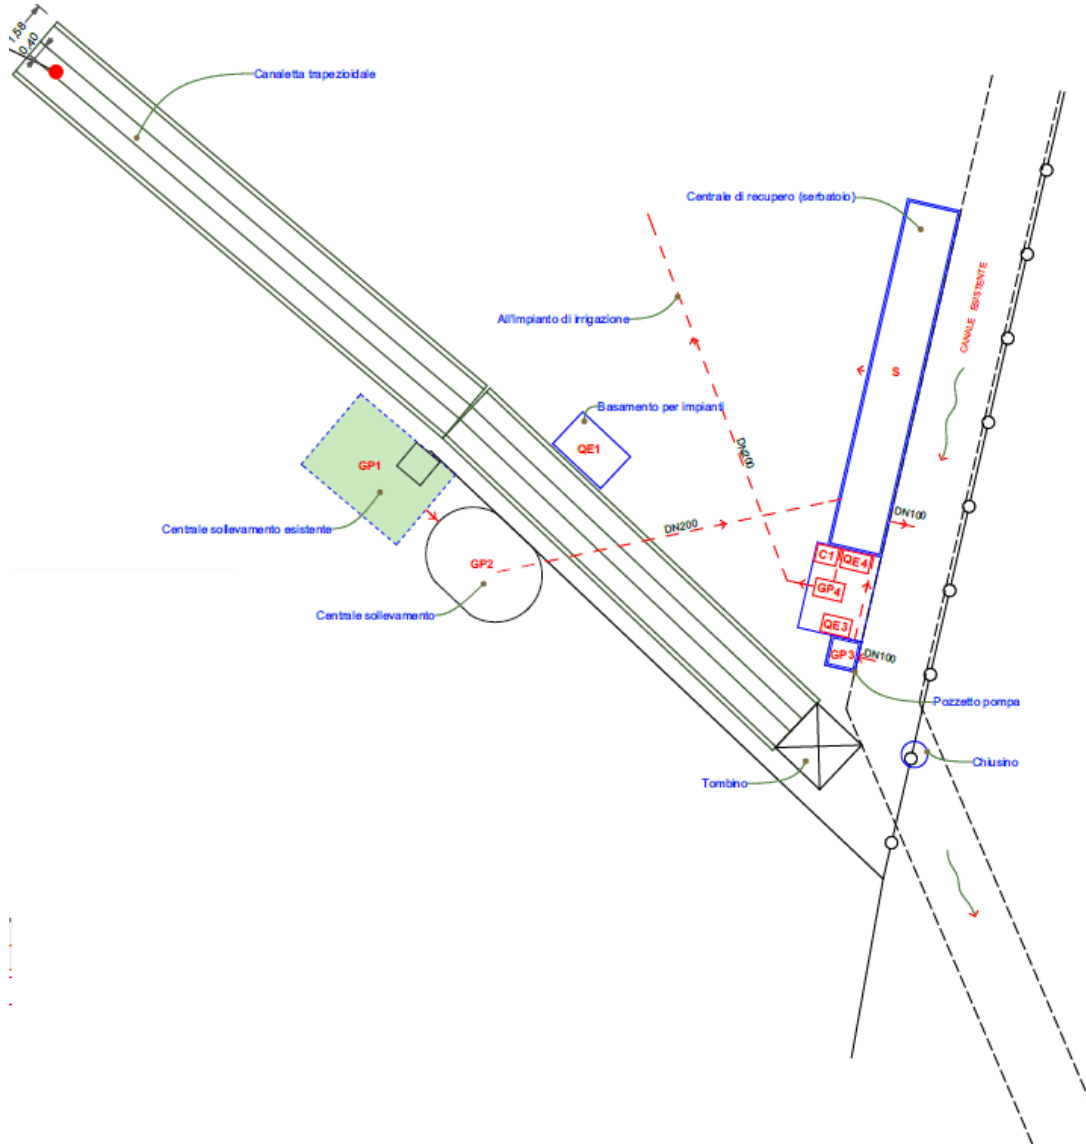 1,58
0,40
Canaletta trapezioidale
Centrale di recupero (serbatoio)
CANALE ESISTENTE
All'impianto di irrigazione
S
Basamento per impianti
DN200
GP1
QE1
DN200
DN100
Centrale sollevamento esistente
C1
QE4
GP2
GP4
Centrale sollevamento
QE3
GP3
DN100
Pozzetto pompa
Tombino
Chiusino